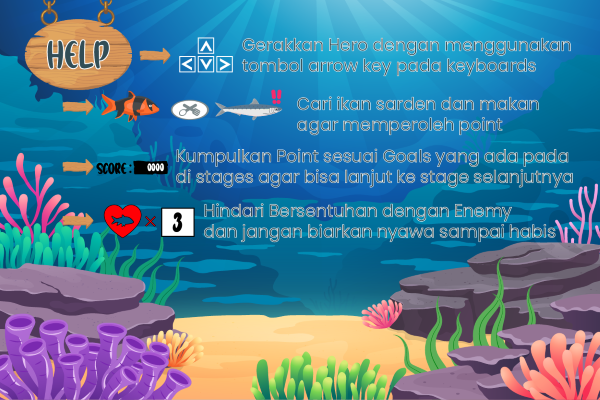 HELP
Gerakkan Hero dengan menggunakan
tombol arrow key pada keyboards
!!
Cari ikan sarden dan makan
agar memperoleh point
SCORE: 0000
Kumpulkan Point sesuai Goals yang ada pada
di stages agar bisa lanjut ke stage selanjutnya
× 3
Hindari Bersentuhan dengan Enemy
dan jangan biarkan nyawa sampai habis